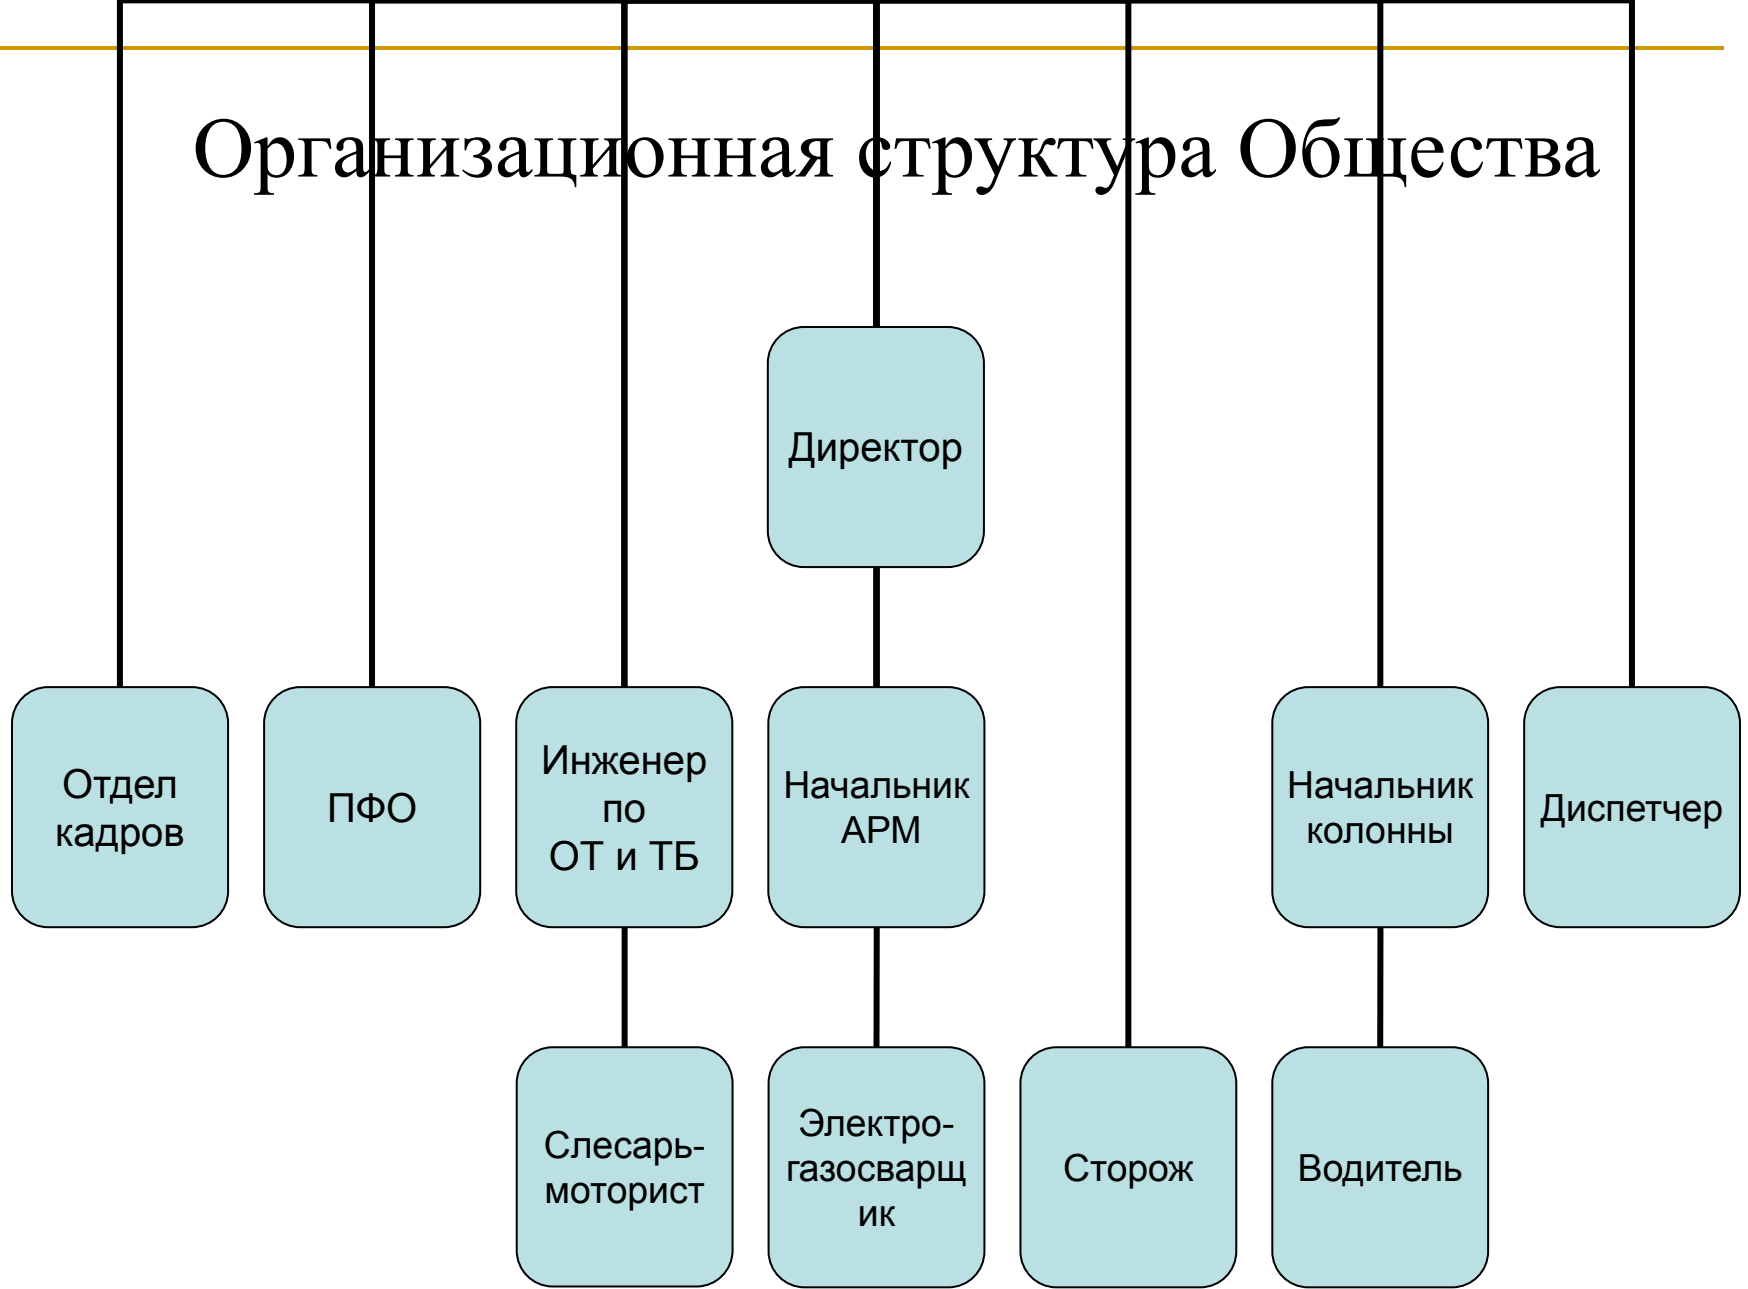 Организационная структура Общества
Директор
Отдел
кадров
ПФО
Инженер
по
ОТ и ТБ
Начальник
АРМ
Начальник
колонны
Диспетчер
Слесарь-
моторист
Электро-
газосварщ
ик
Сторож
Водитель